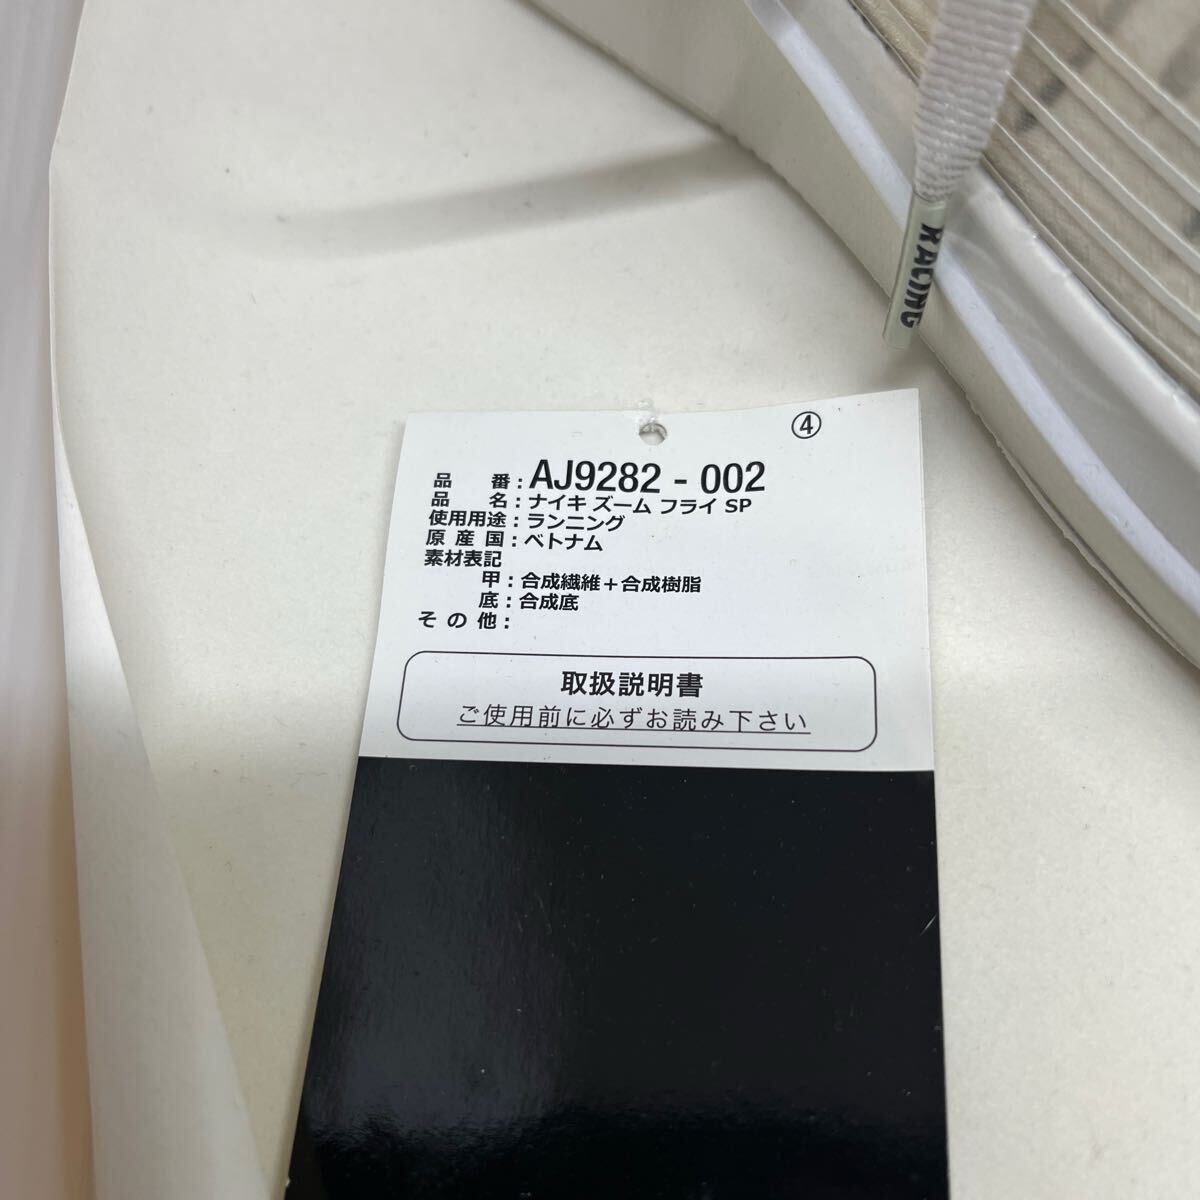 RACING
④
品番：AJ9282 - 002
品名：ナイキ ズーム フライ SP
使用用途：ランニング
原産国：ベトナム
素材表記
甲：合成繊維＋合成樹脂
底：合成底
その他：
取扱説明書
ご使用前に必ずお読み下さい